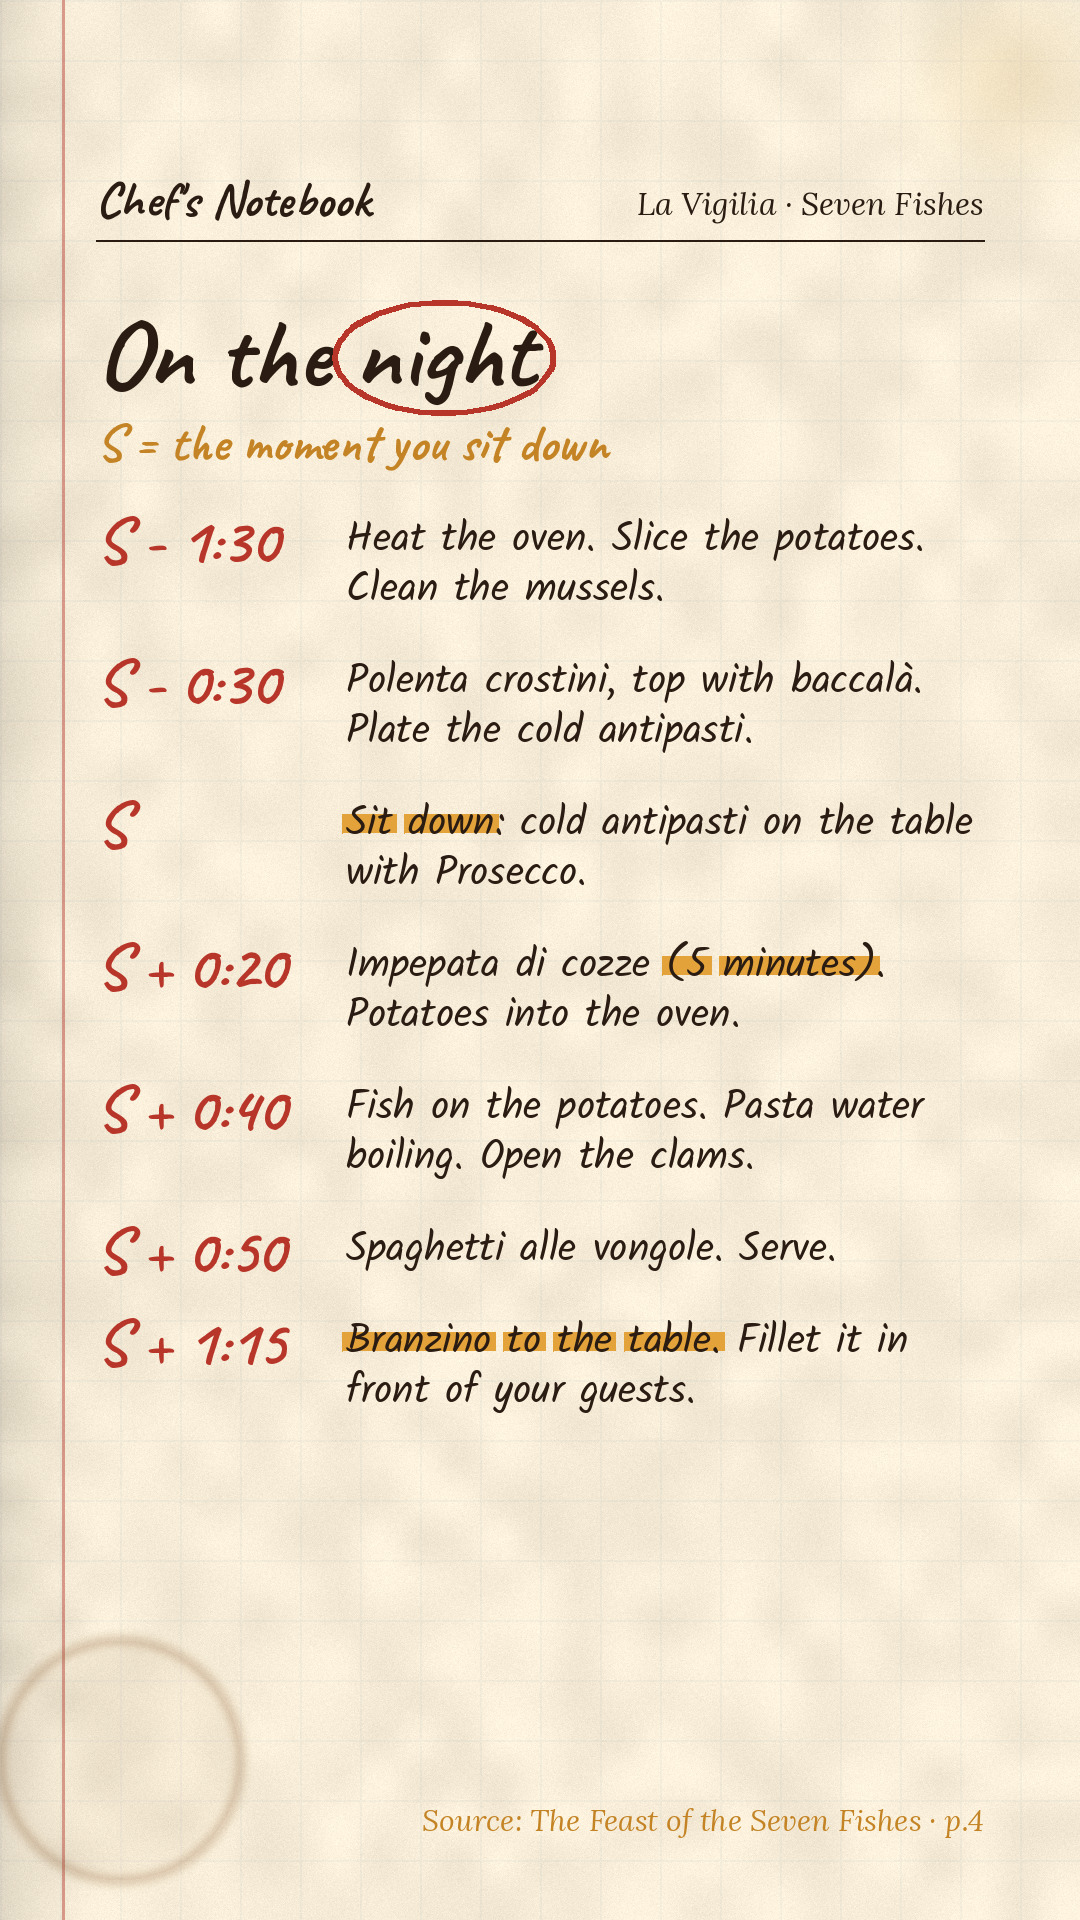 Chef's Notebook
La Vigilia · Seven Fishes
On the night
S = the moment you sit down
S - 1:30
Heat the oven. Slice the potatoes.
Clean the mussels.
S - 0:30
Polenta crostini, top with baccalà.
Plate the cold antipasti.
S
Sit down: cold antipasti on the table
with Prosecco.
S + 0:20
Impepata di cozze (5 minutes).
Potatoes into the oven.
S + 0:40
Fish on the potatoes. Pasta water
boiling. Open the clams.
S + 0:50
Spaghetti alle vongole. Serve.
S + 1:15
Branzino to the table. Fillet it in
front of your guests.
Source: The Feast of the Seven Fishes · p.4